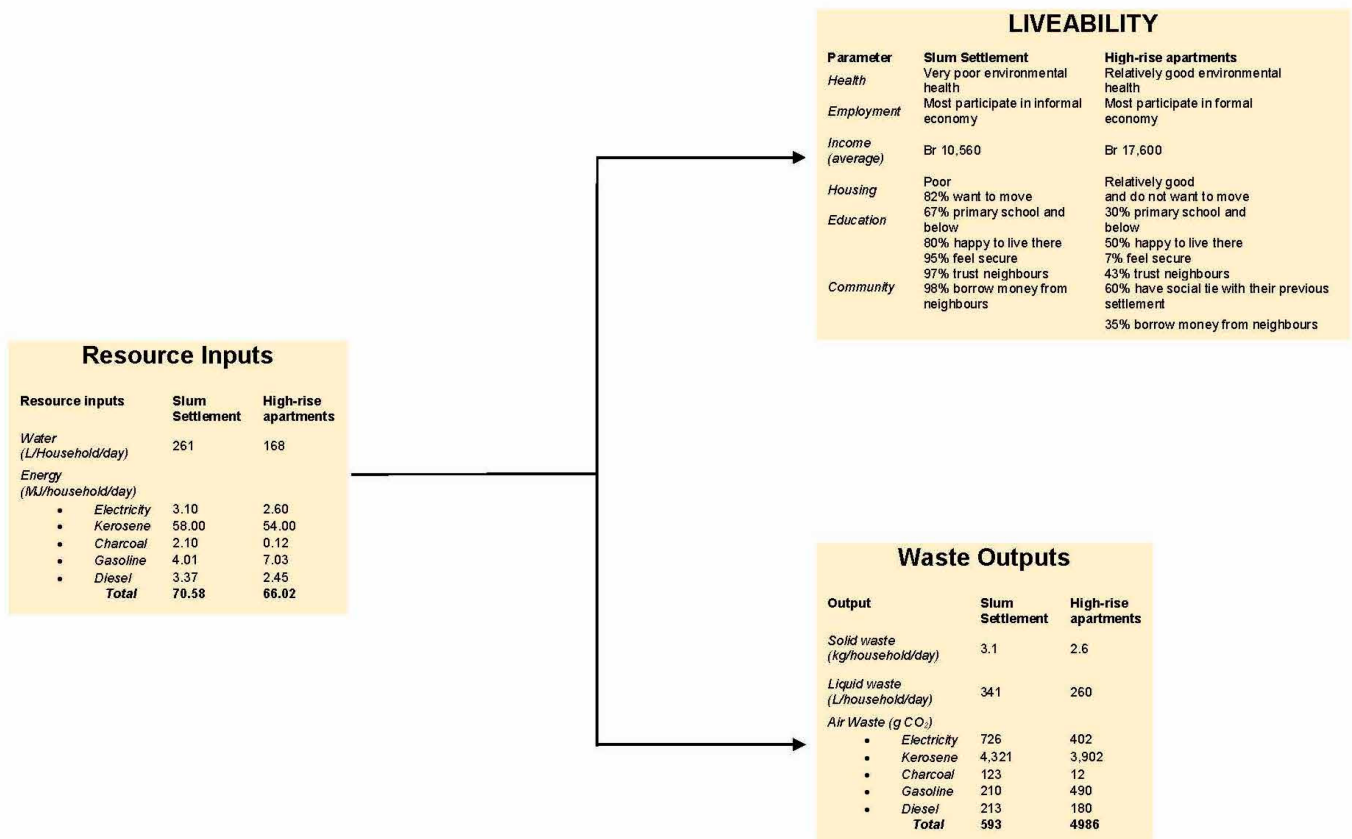 LIVEABILITY
Parameter Slum Settlement High-rise apartments
Health Very poor environmental health Relatively good environmental health
Employment Most participate in informal economy Most participate in formal economy
Income (average) Br 10,560 Br 17,600
Housing Poor 82% want to move Relatively good and do not want to move
Education 67% primary school and below 30% primary school and below
Community
80% happy to live there 50% happy to live there
95% feel secure 7% feel secure
97% trust neighbours 43% trust neighbours
98% borrow money from neighbours 60% have social tie with their previous settlement
35% borrow money from neighbours
Resource Inputs
Resource inputs Slum Settlement High-rise apartments
Water (L/Household/day) 261 168
Energy (MJ/household/day)
• Electricity 3.10 2.60
• Kerosene 58.00 54.00
• Charcoal 2.10 0.12
• Gasoline 4.01 7.03
• Diesel 3.37 2.45
Total 70.58 66.02
Waste Outputs
Output Slum Settlement High-rise apartments
Solid waste (kg/household/day) 3.1 2.6
Liquid waste (L/household/day) 341 260
Air Waste (g CO₂)
• Electricity 726 402
• Kerosene 4,321 3,902
• Charcoal 123 12
• Gasoline 210 490
• Diesel 213 180
Total 593 4986